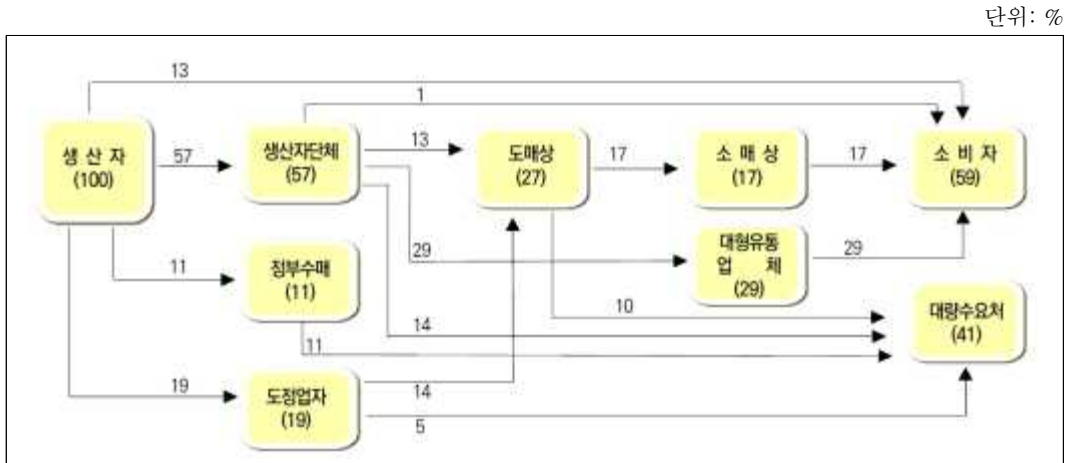 단위: %
13
1
생 산 자
(100)
57
생산자단체
(57)
13
도매상
(27)
17
소 매 상
(17)
17
소 비 자
(59)
11
정부수매
(11)
29
대형유통
업 체
(29)
29
10
14
11
대량수요처
(41)
19
도정업자
(19)
14
5